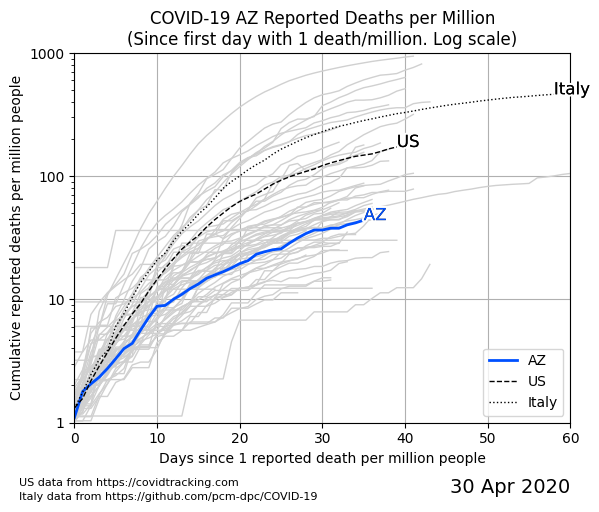 COVID-19 AZ Reported Deaths per Million
(Since first day with 1 death/million. Log scale)
Cumulative reported deaths per million people
1000
100
10
1
Italy
US
AZ
AZ
US
Italy
0 10 20 30 40 50 60
Days since 1 reported death per million people
US data from https://covidtracking.com
Italy data from https://github.com/pcm-dpc/COVID-19
30 Apr 2020